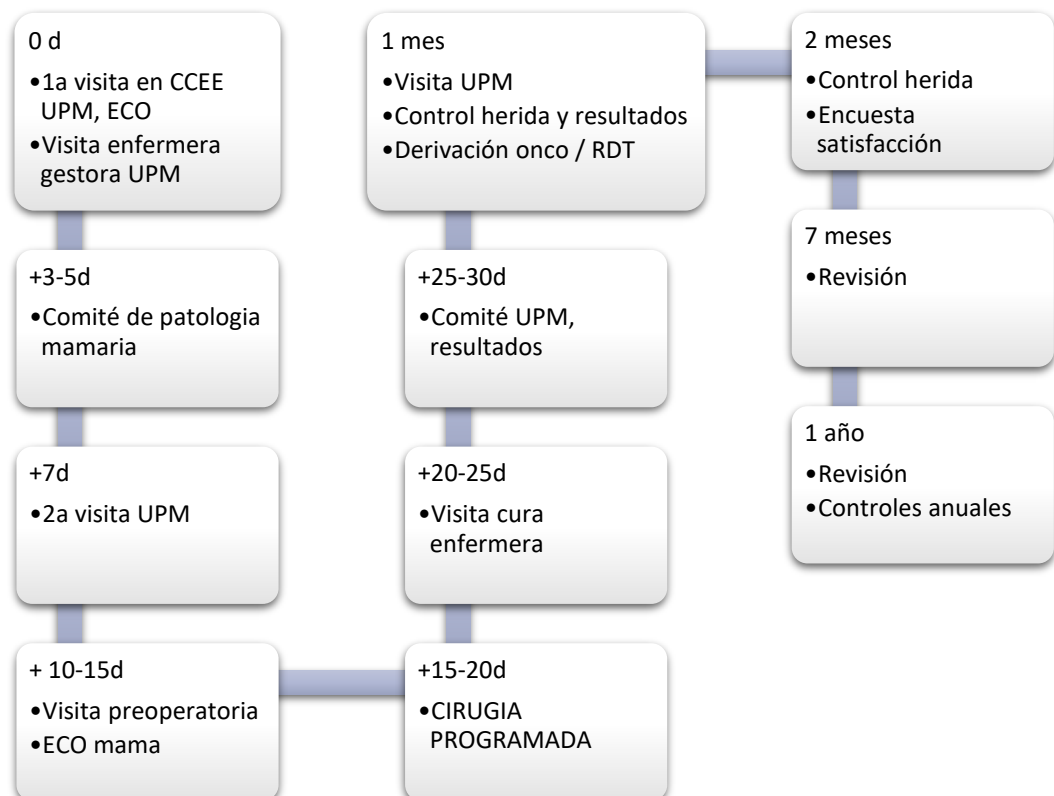 0 d
•1a visita en CCEE
UPM, ECO
•Visita enfermera
gestora UPM
+3-5d
•Comité de patologia
mamaria
+7d
•2a visita UPM
+ 10-15d
•Visita preoperatoria
•ECO mama
+15-20d
•CIRUGIA
PROGRAMADA
+20-25d
•Visita cura
enfermera
+25-30d
•Comité UPM,
resultados
1 mes
•Visita UPM
•Control herida y resultados
•Derivación onco / RDT
2 meses
•Control herida
•Encuesta
satisfacción
7 meses
•Revisión
1 año
•Revisión
•Controles anuales